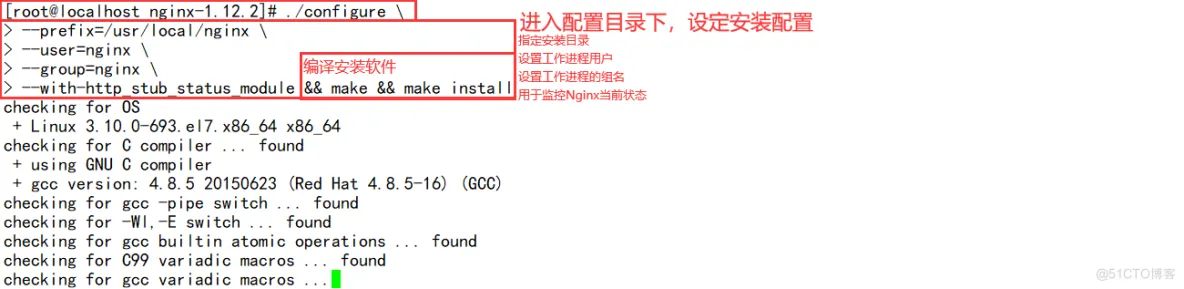 [root@localhost nginx-1.12.2]# ./configure \
进入配置目录下，设定安装配置
> --prefix=/usr/local/nginx \
指定安装目录
> --user=nginx \
设置工作进程用户
> --group=nginx \
编译安装软件
设置工作进程的组名
> --with-http_stub_status_module && make && make install
用于监控Nginx当前状态
checking for OS
+ Linux 3.10.0-693.el7.x86_64 x86_64
checking for C compiler ... found
+ using GNU C compiler
+ gcc version: 4.8.5 20150623 (Red Hat 4.8.5-16) (GCC)
checking for gcc -pipe switch ... found
checking for -Wl,-E switch ... found
checking for gcc builtin atomic operations ... found
checking for C99 variadic macros ... found
checking for gcc variadic macros ...
@51CTO博客